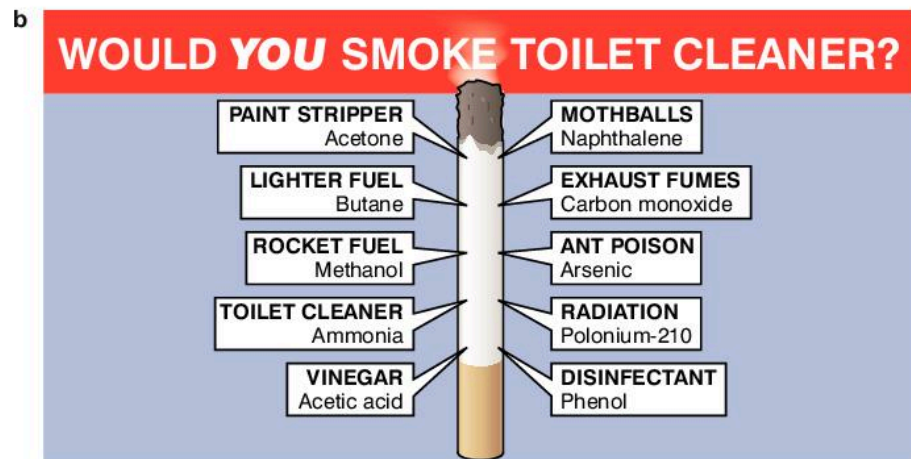 b
WOULD YOU SMOKE TOILET CLEANER?
PAINT STRIPPER
Acetone
LIGHTER FUEL
Butane
ROCKET FUEL
Methanol
TOILET CLEANER
Ammonia
VINEGAR
Acetic acid
MOTHBALLS
Naphthalene
EXHAUST FUMES
Carbon monoxide
ANT POISON
Arsenic
RADIATION
Polonium-210
DISINFECTANT
Phenol